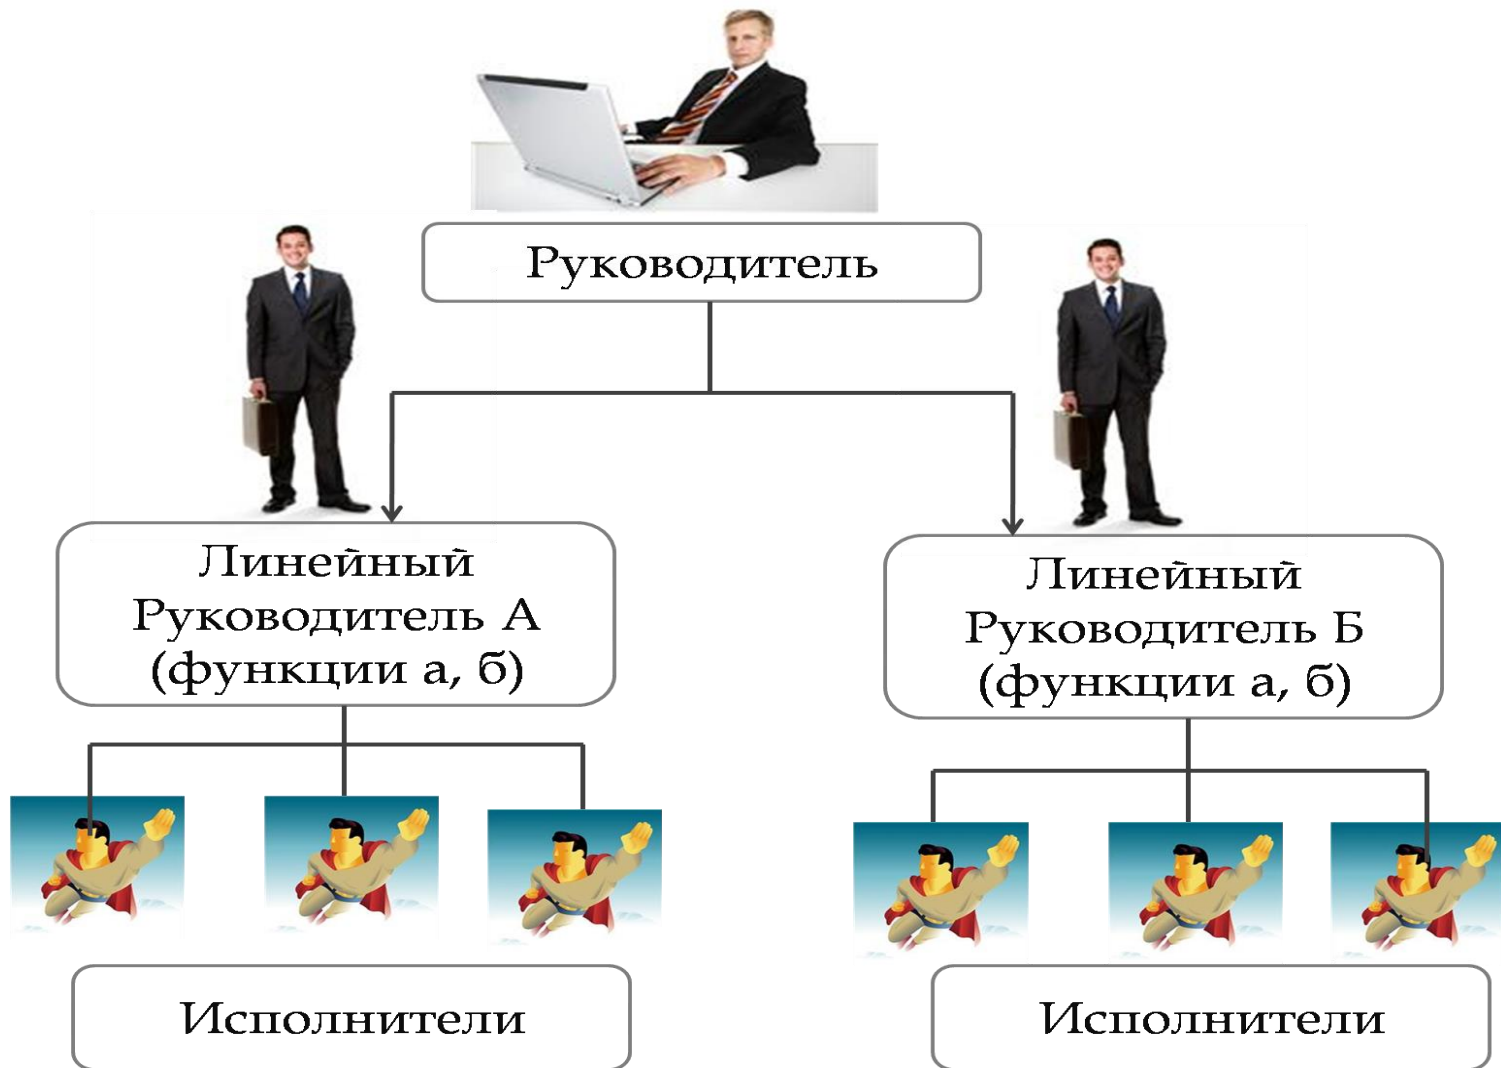 Руководитель
Линейный
Руководитель А
(функции а, б)
Линейный
Руководитель Б
(функции а, б)
Исполнители
Исполнители